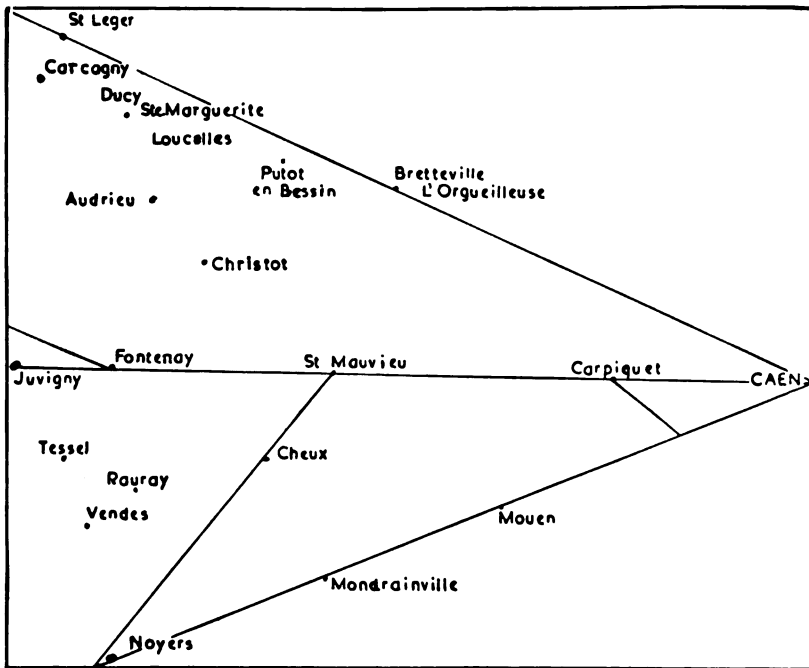 St Leger
Carcagny
Ducy
Ste Marguerite
Loucelles
Putot
en Bessin
Bretteville
L'Orgueilleuse
Audrieu
Christot
Fontenay
St Mauvieu
Carpiquet
CAEN
Juvigny
Tessel
Cheux
Rauray
Vendes
Mouen
Mondrainville
Noyers